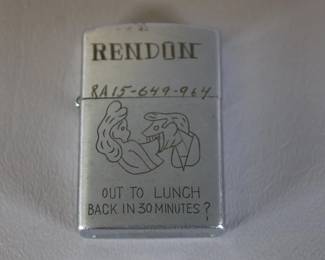 RENDON
RA15-649-964
OUT TO LUNCH
BACK IN 30 MINUTES?